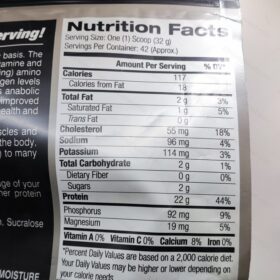 Nutrition Facts
Serving Size: One (1) Scoop (32 g)
Servings Per Container: 42 (Approx.)
Amount Per Serving % DV*
Calories 117
Calories from Fat 18
Total Fat 2 g 3%
Saturated Fat 1 g 5%
Trans Fat 0 g
Cholesterol 55 mg 18%
Sodium 96 mg 4%
Potassium 114 mg 3%
Total Carbohydrate 2 g 1%
Dietary Fiber 0 g 0%
Sugars 2 g
Protein 22 g 44%
Phosphorus 92 mg 9%
Magnesium 19 mg 5%
Vitamin A 0% Vitamin C 0% Calcium 8% Iron 0%
*Percent Daily Values are based on a 2,000 calorie diet.
Your Daily Values may be higher or lower depending on
your calorie needs.
erving!
basis. The
tamine and
ng) amino
gen levels
s anabolic
improved
ealth and
scles and
the body,
g to many
ge of your
her protein
Sucralose
MOISTURE